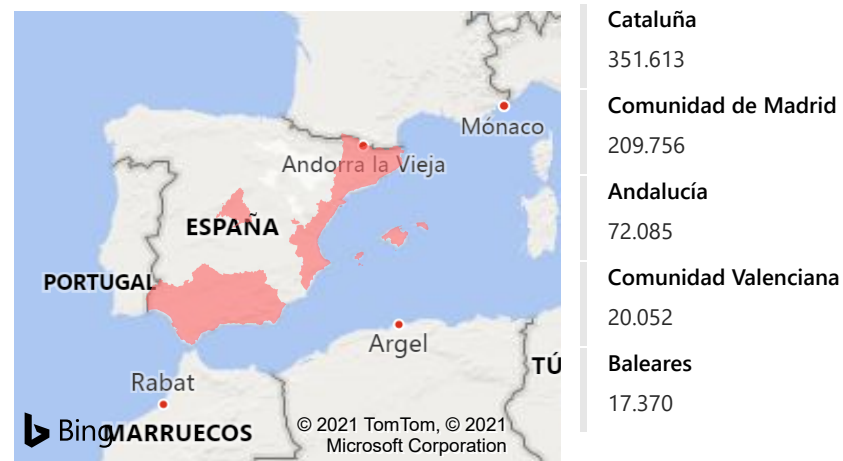 Mónaco
Andorra la Vieja
ESPAÑA
PORTUGAL
Argel
TÚ
Rabat
Bing
MARRUECOS
© 2021 TomTom, © 2021
Microsoft Corporation
Cataluña
351.613
Comunidad de Madrid
209.756
Andalucía
72.085
Comunidad Valenciana
20.052
Baleares
17.370